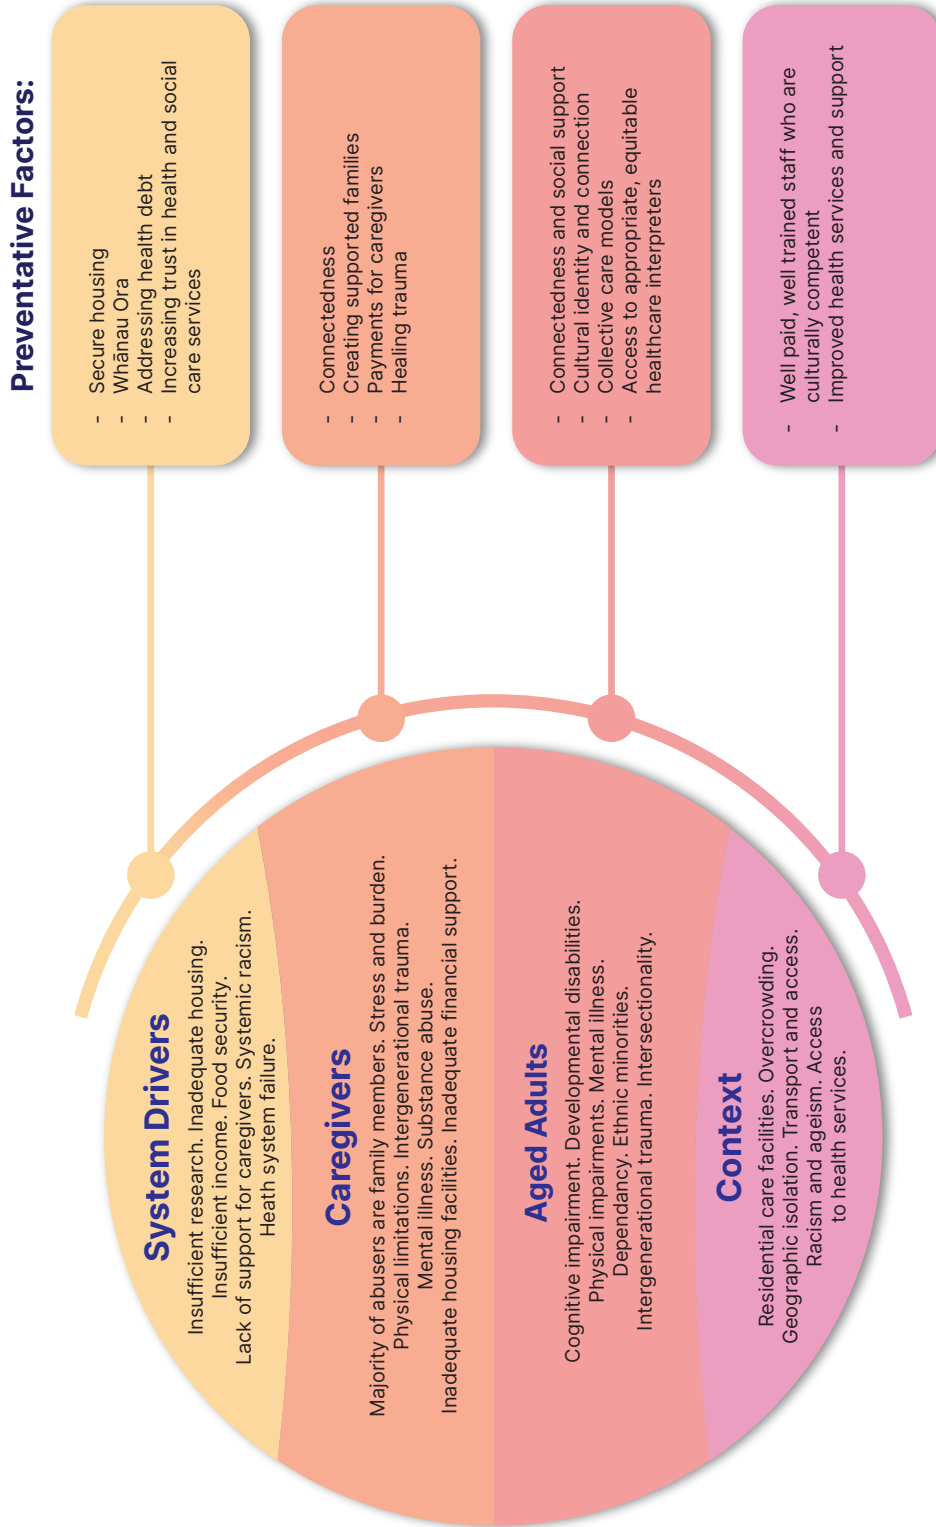 Preventative Factors:
System Drivers
Insufficient research. Inadequate housing.
Insufficient income. Food security.
Lack of support for caregivers. Systemic racism.
Heath system failure.
- Secure housing
- Whānau Ora
- Addressing health debt
- Increasing trust in health and social
care services
Caregivers
Majority of abusers are family members. Stress and burden.
Physical limitations. Intergenerational trauma.
Mental Illness. Substance abuse.
Inadequate housing facilities. Inadequate financial support.
- Connectedness
- Creating supported families
- Payments for caregivers
- Healing trauma
Aged Adults
Cognitive impairment. Developmental disabilities.
Physical impairments. Mental illness.
Dependancy. Ethnic minorities.
Intergenerational trauma. Intersectionality.
- Connectedness and social support
- Cultural identity and connection
- Collective care models
- Access to appropriate, equitable
healthcare interpreters
Context
Residential care facilities. Overcrowding.
Geographic isolation. Transport and access.
Racism and ageism. Access
to health services.
- Well paid, well trained staff who are
culturally competent
- Improved health services and support